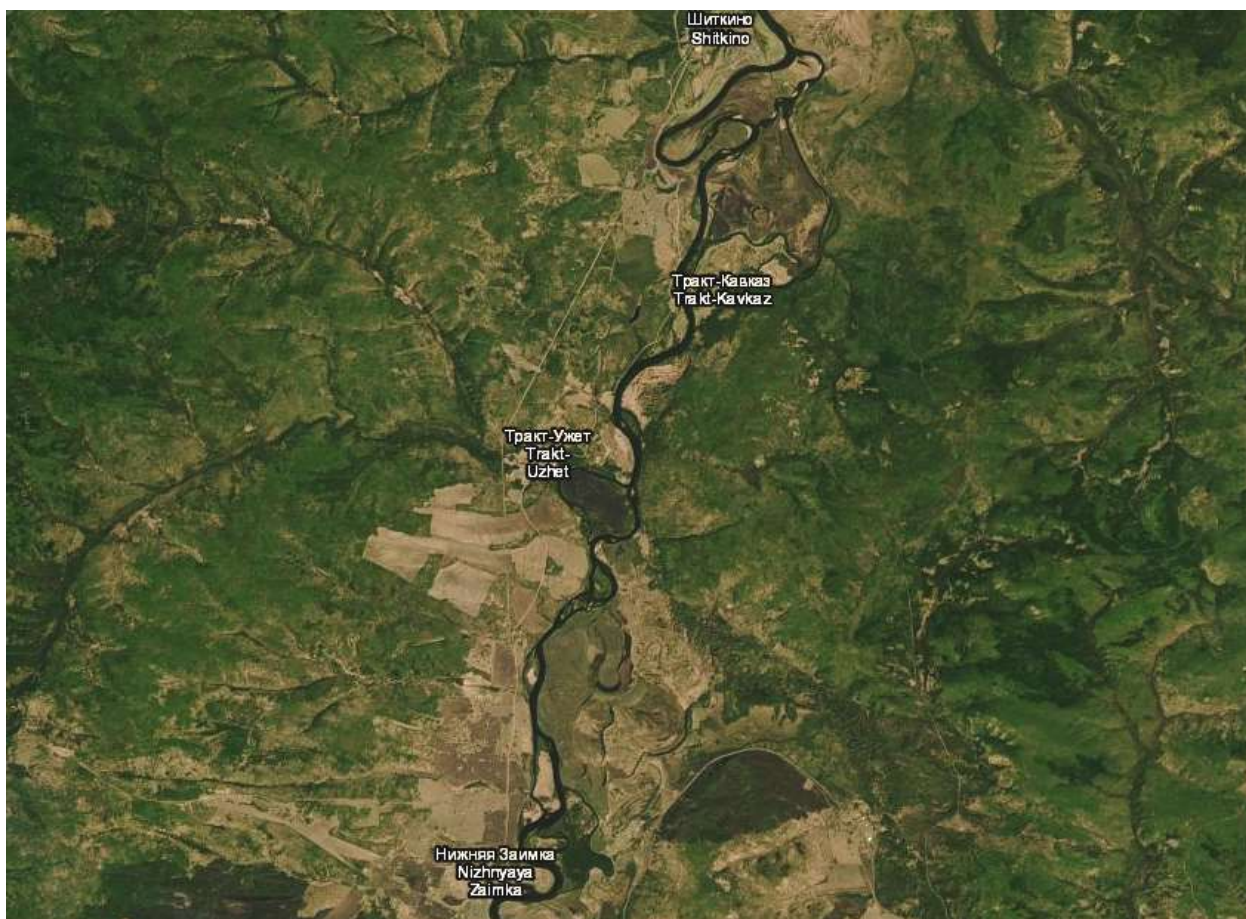 Шиткино
Shitkino
Тракт-Кавказ
Trakt-Kavkaz
Тракт-Ужет
Trakt-
Uzhet
Нижняя Заимка
Nizhnyaya
Zaimka